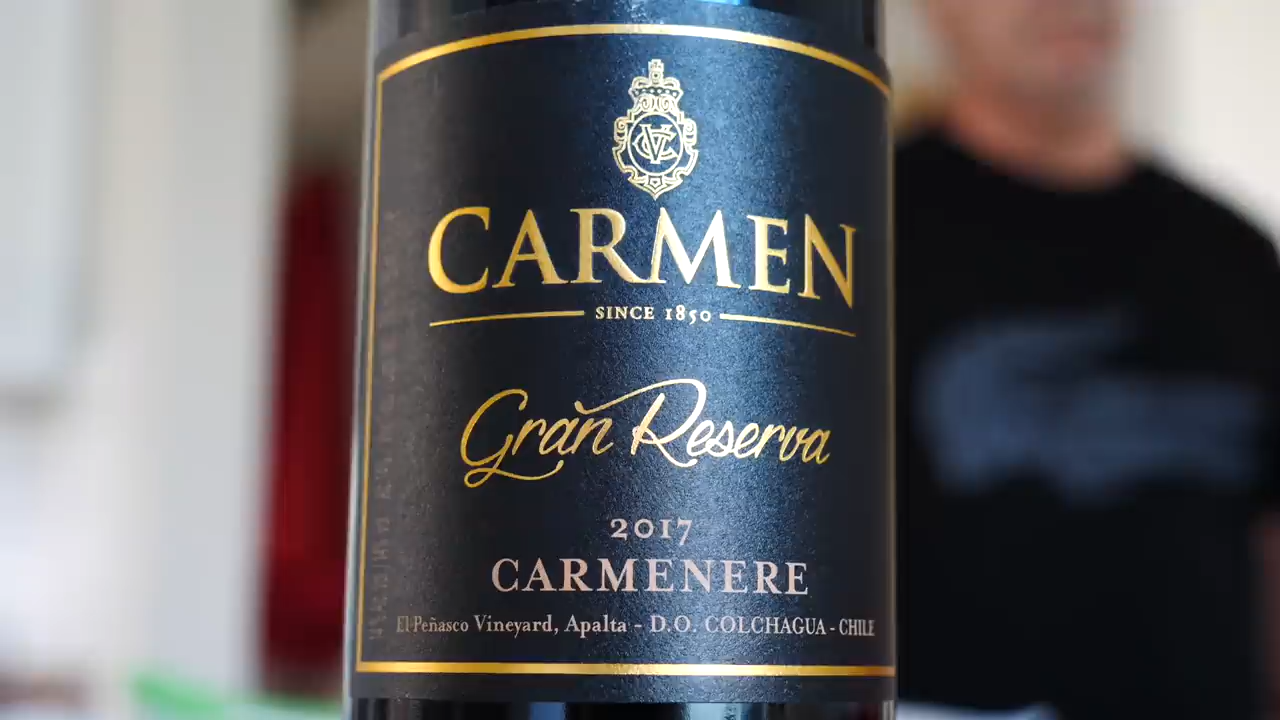 CARMEN
SINCE 1850
Gran Reserva
2017
CARMENERE
El Peñasco Vineyard, Apalta - D.O. COLCHAGUA - CHILE